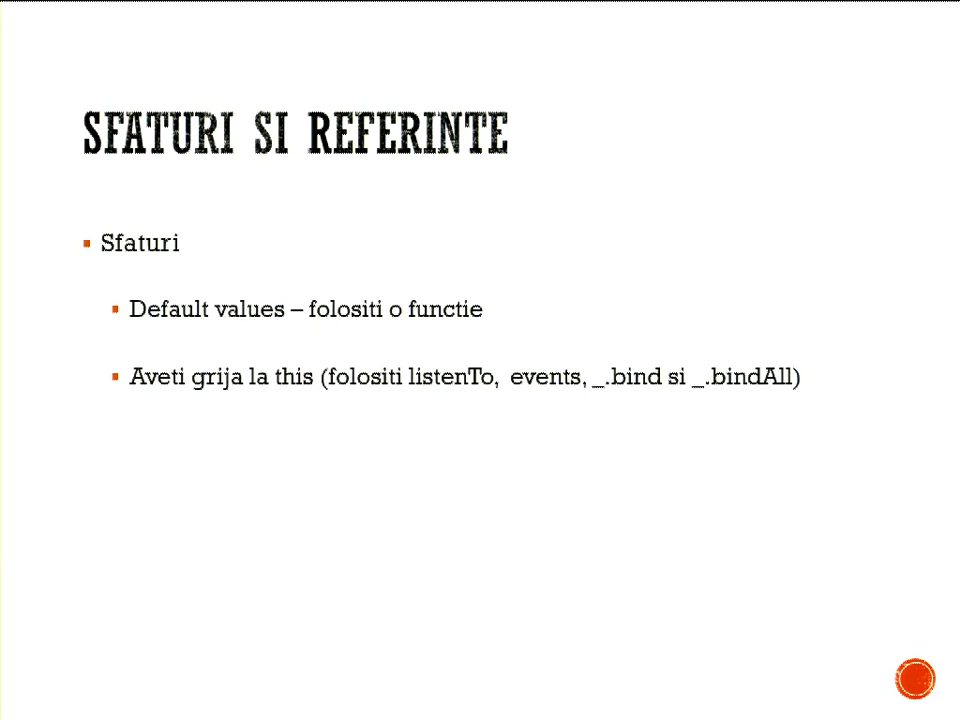 SFATURI SI REFERINTE
Sfaturi
Default values – folositi o functie
Aveti grija la this (folositi listenTo, events, _.bind si _.bindAll)